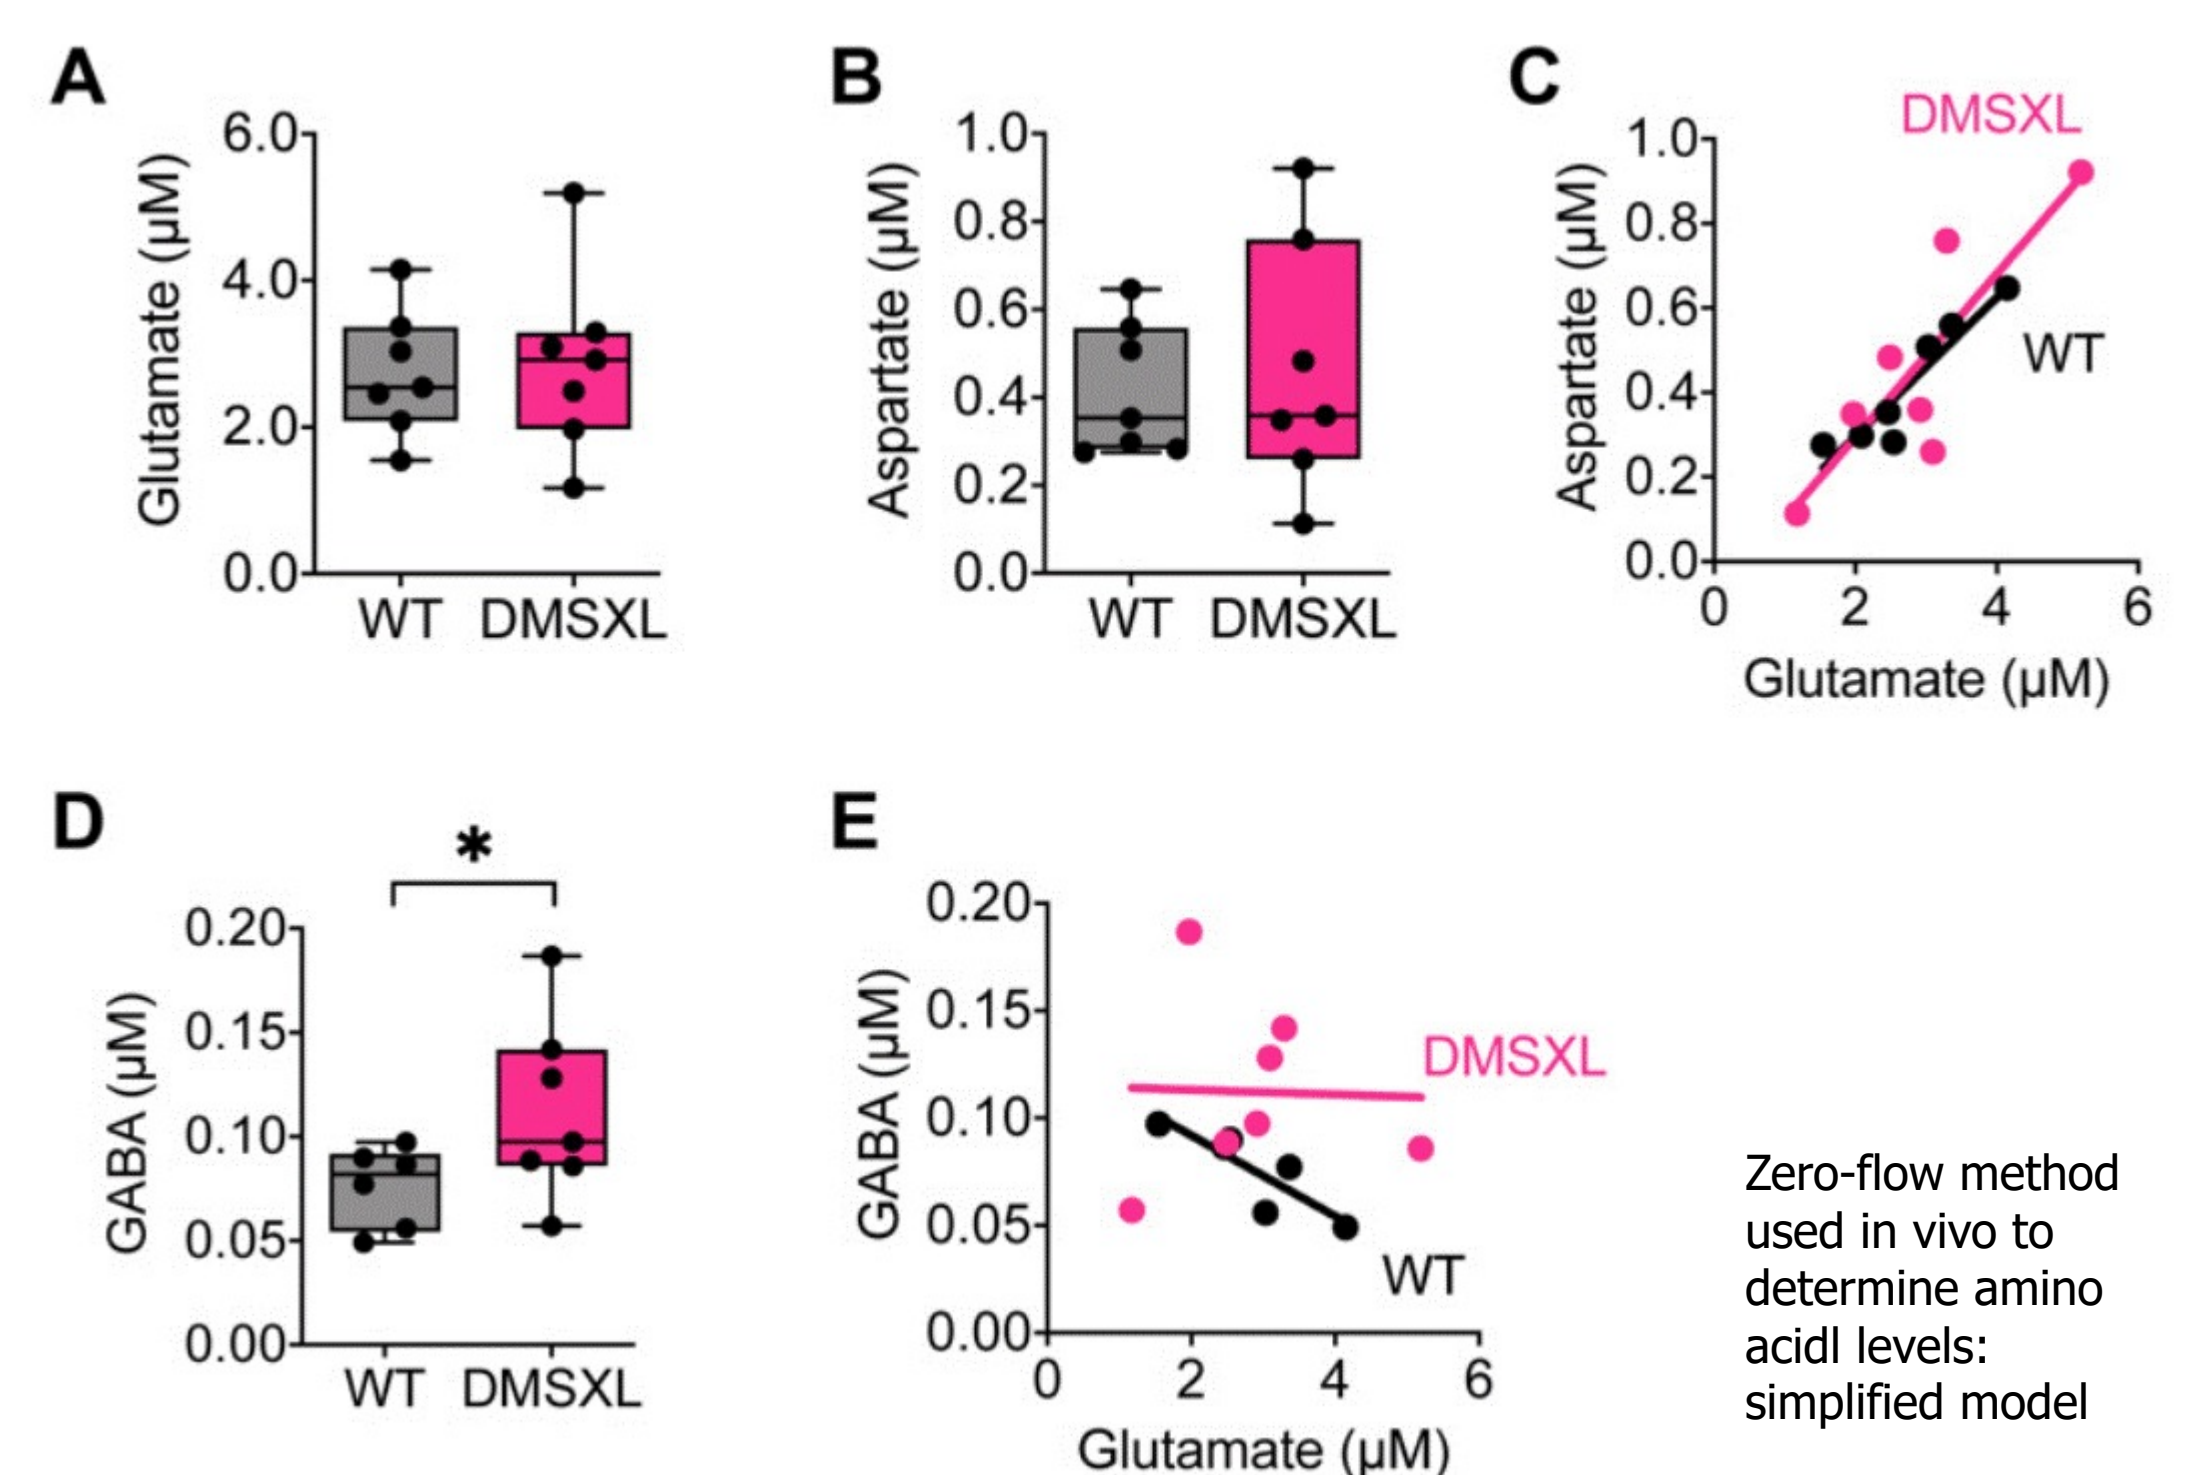 A
Glutamate (µM)
6.0
4.0
2.0
0.0
WT DMSXL
B
Aspartate (µM)
1.0
0.8
0.6
0.4
0.2
0.0
WT DMSXL
C
DMSXL
Aspartate (µM)
1.0
0.8
0.6
0.4
0.2
0.0
WT
0 2 4 6
Glutamate (µM)
D
*
GABA (µM)
0.20
0.15
0.10
0.05
0.00
WT DMSXL
E
GABA (µM)
0.20
0.15
0.10
0.05
0.00
DMSXL
WT
0 2 4 6
Glutamate (µM)
Zero-flow method
used in vivo to
determine amino
acidl levels:
simplified model